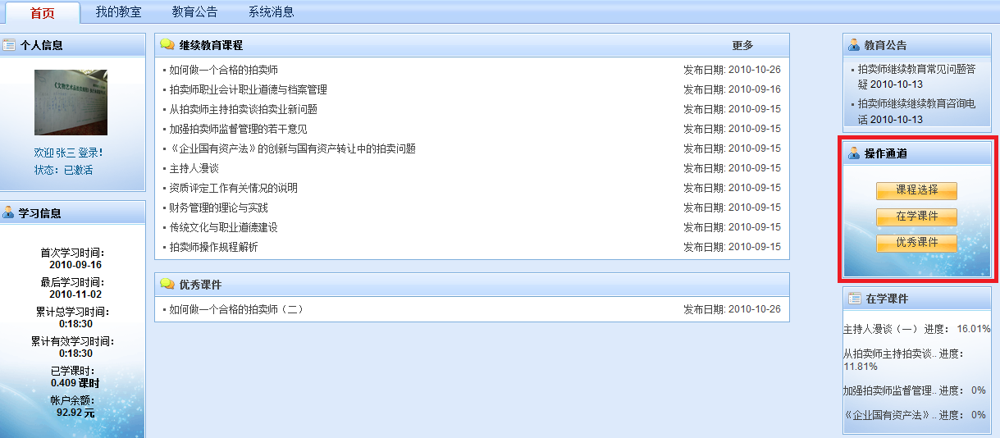 首页 我的教室 教育公告 系统消息
个人信息
欢迎 张三 登录!
状态：已激活
学习信息
首次学习时间：
2010-09-16
最后学习时间：
2010-11-02
累计总学习时间：
0:18:30
累计有效学习时间：
0:18:30
已学课时：
0.409 课时
帐户余额：
92.92 元
继续教育课程 更多
如何做一个合格的拍卖师 发布日期: 2010-10-26
拍卖师职业会计职业道德与档案管理 发布日期: 2010-09-16
从拍卖师主持拍卖谈拍卖业新问题 发布日期: 2010-09-15
加强拍卖师监督管理的若干意见 发布日期: 2010-09-15
《企业国有资产法》的创新与国有资产转让中的拍卖问题 发布日期: 2010-09-15
主持人漫谈 发布日期: 2010-09-15
资质评定工作有关情况的说明 发布日期: 2010-09-15
财务管理的理论与实践 发布日期: 2010-09-15
传统文化与职业道德建设 发布日期: 2010-09-15
拍卖师操作规程解析 发布日期: 2010-09-15
优秀课件
如何做一个合格的拍卖师（二） 发布日期: 2010-10-26
教育公告
拍卖师继续教育常见问题答
疑 2010-10-13
拍卖师继续继续教育咨询电
话 2010-10-13
操作通道
课程选择
在学课件
优秀课件
在学课件
主持人漫谈（一） 进度： 16.01%
从拍卖师主持拍卖谈.. 进度：
11.81%
加强拍卖师监督管理.. 进度： 0%
《企业国有资产法》.. 进度： 0%